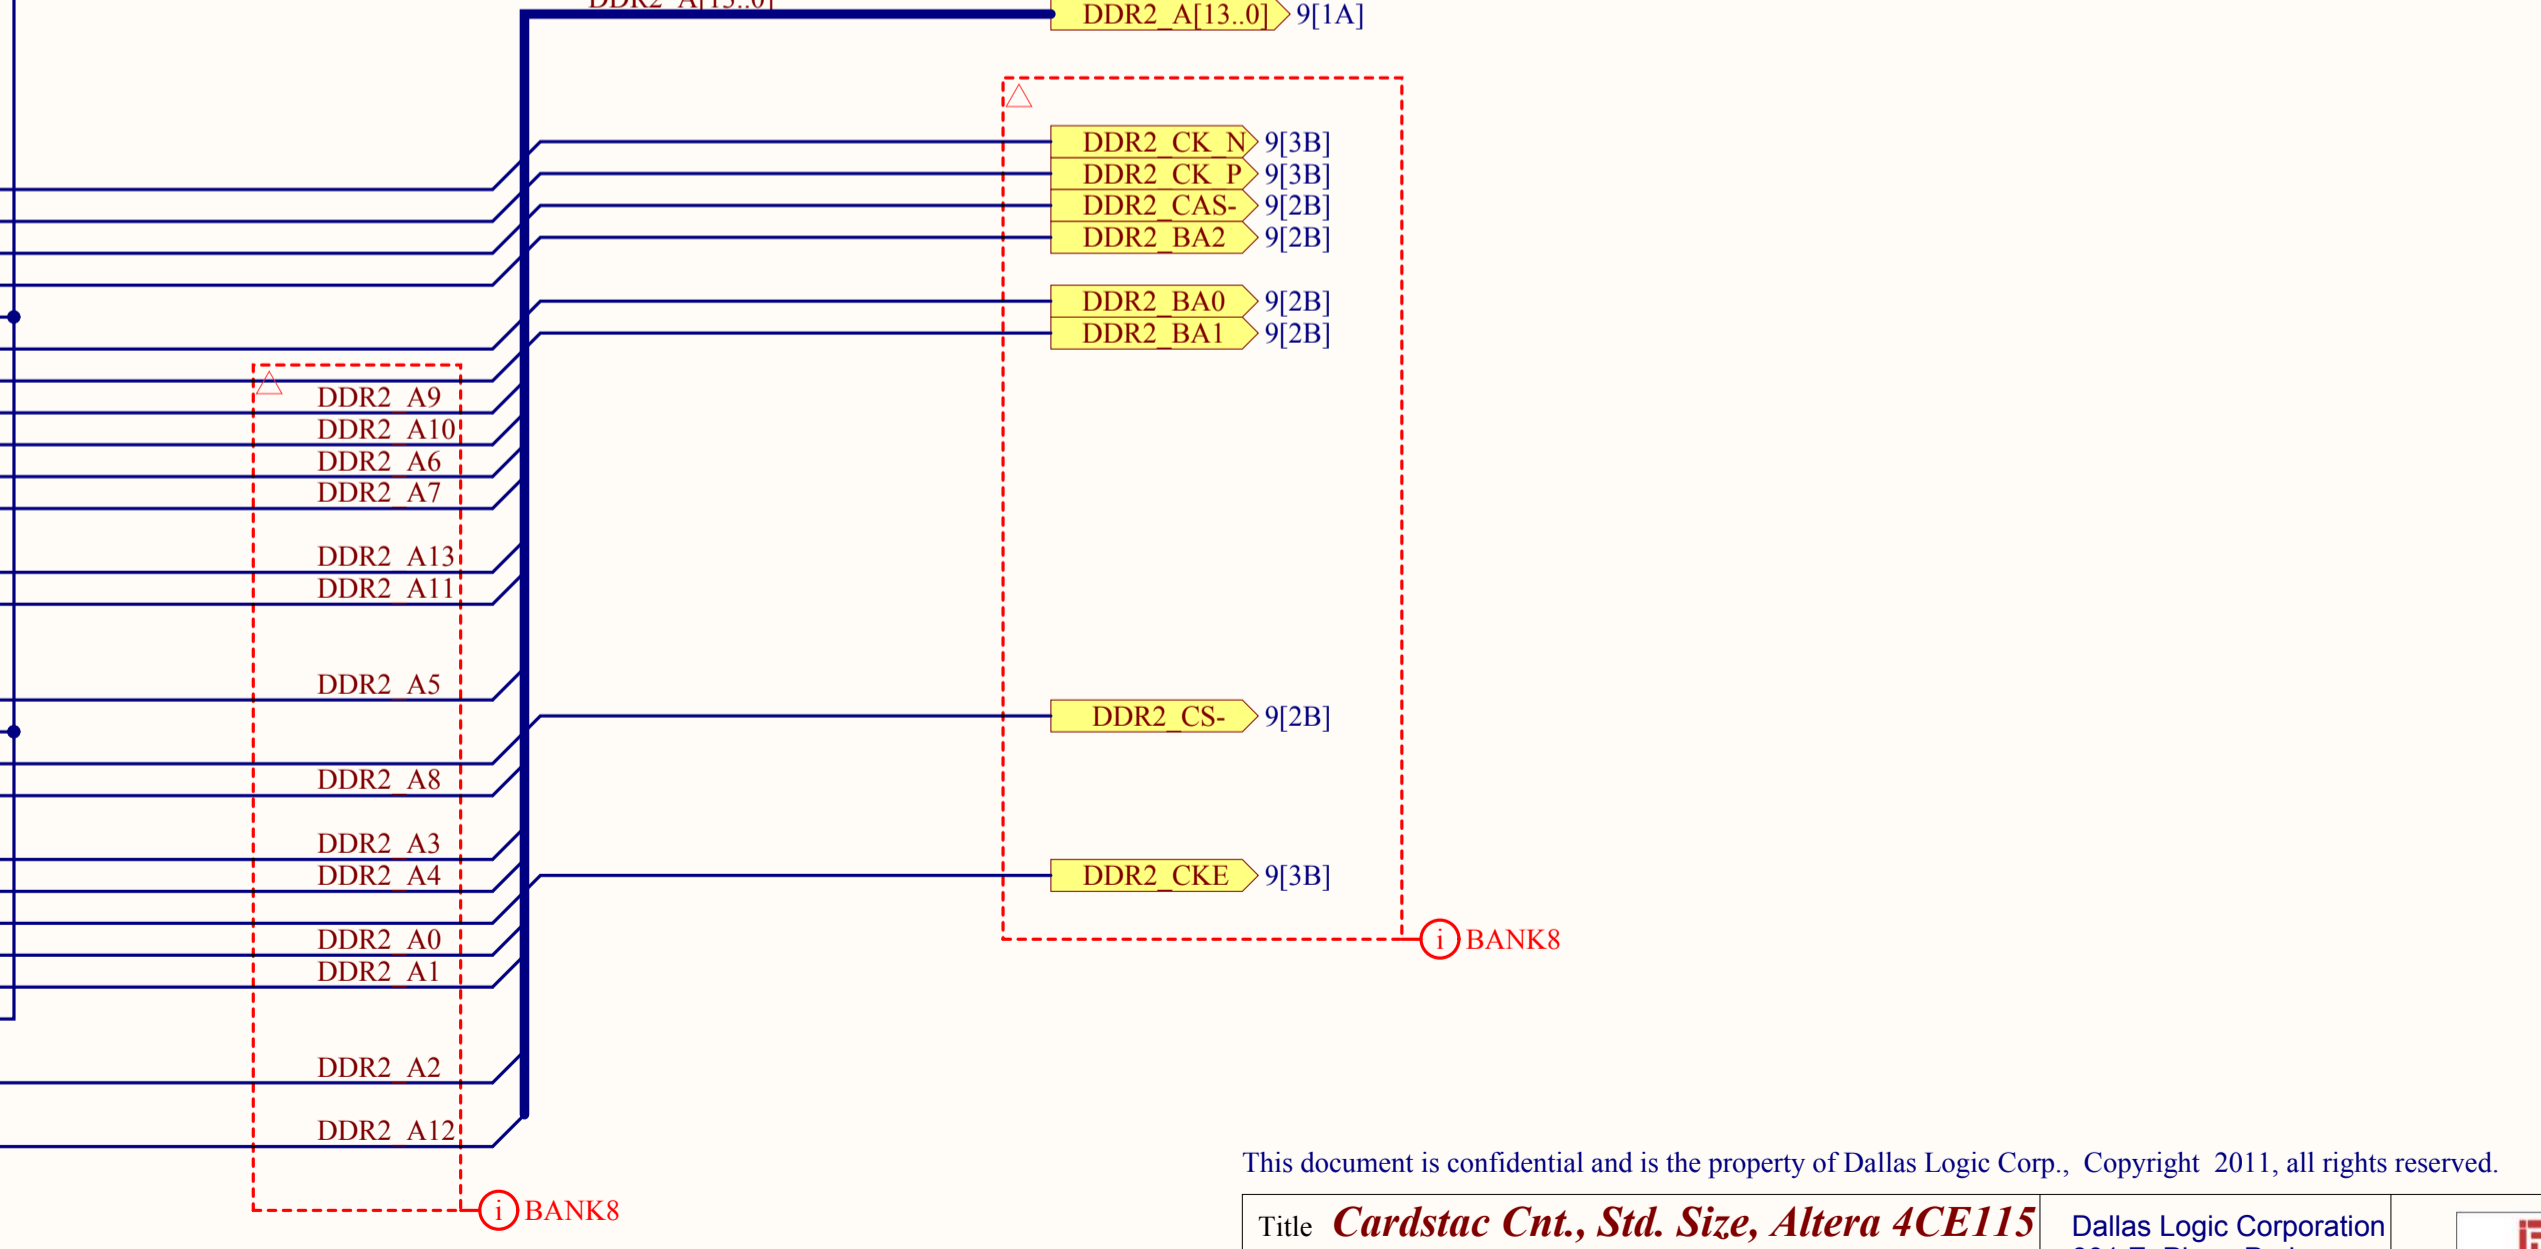 DDR2_A[13..0]
DDR2_A[13..0] 9[1A]
DDR2_CK_N 9[3B]
DDR2_CK_P 9[3B]
DDR2_CAS- 9[2B]
DDR2_BA2 9[2B]
DDR2_BA0 9[2B]
DDR2_BA1 9[2B]
DDR2_A9
DDR2_A10
DDR2_A6
DDR2_A7
DDR2_A13
DDR2_A11
DDR2_A5
DDR2_CS- 9[2B]
DDR2_A8
DDR2_A3
DDR2_A4
DDR2_CKE 9[3B]
DDR2_A0
i BANK8
DDR2_A1
DDR2_A2
DDR2_A12
This document is confidential and is the property of Dallas Logic Corp., Copyright 2011, all rights reserved.
i BANK8
Title Cardstac Cnt., Std. Size, Altera 4CE115
Dallas Logic Corporation